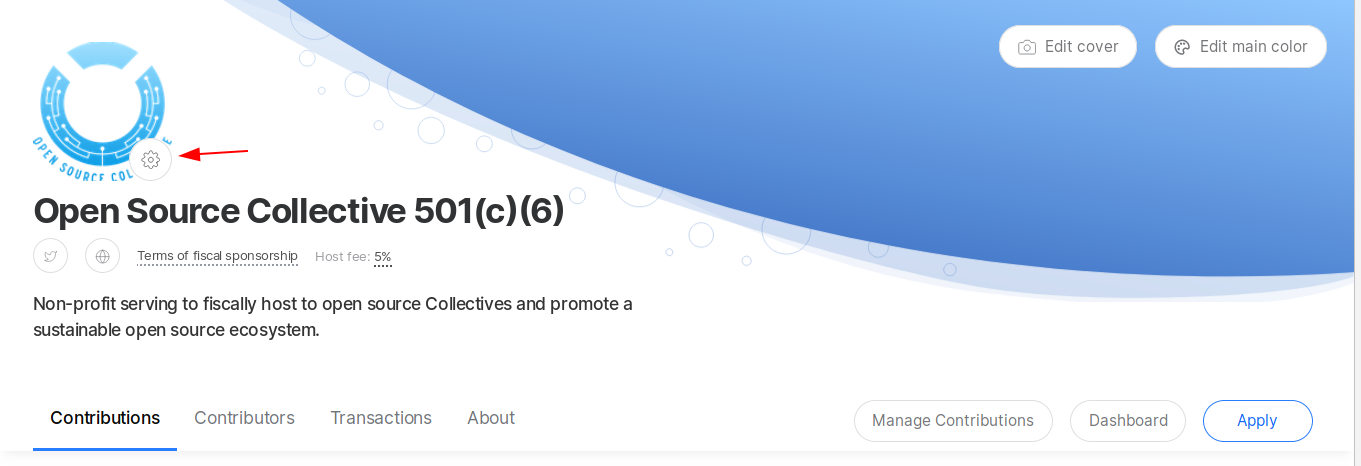 Edit cover
Edit main color
OPEN SOURCE COL
E
Open Source Collective 501(c)(6)
Terms of fiscal sponsorship
Host fee: 5%
Non-profit serving to fiscally host to open source Collectives and promote a
sustainable open source ecosystem.
Contributions
Contributors
Transactions
About
Manage Contributions
Dashboard
Apply